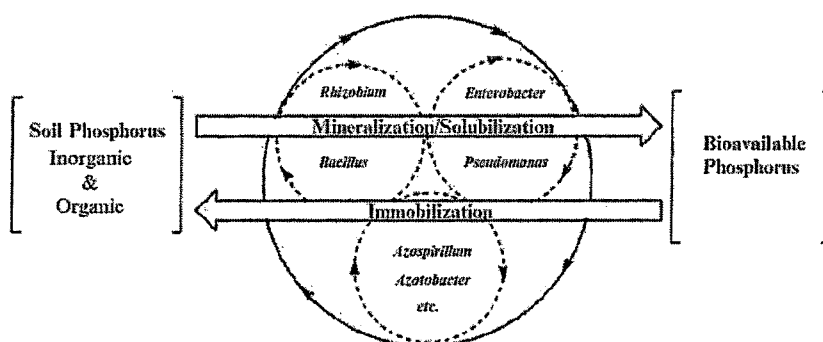 Soil Phosphorus
Inorganic
&
Organic
Rhizobium
Enterobacter
Mineralization/Solubilization
Bacillus
Pseudomonas
Immobilization
Azospirillum
Azotobacter
etc.
Bioavailable
Phosphorus